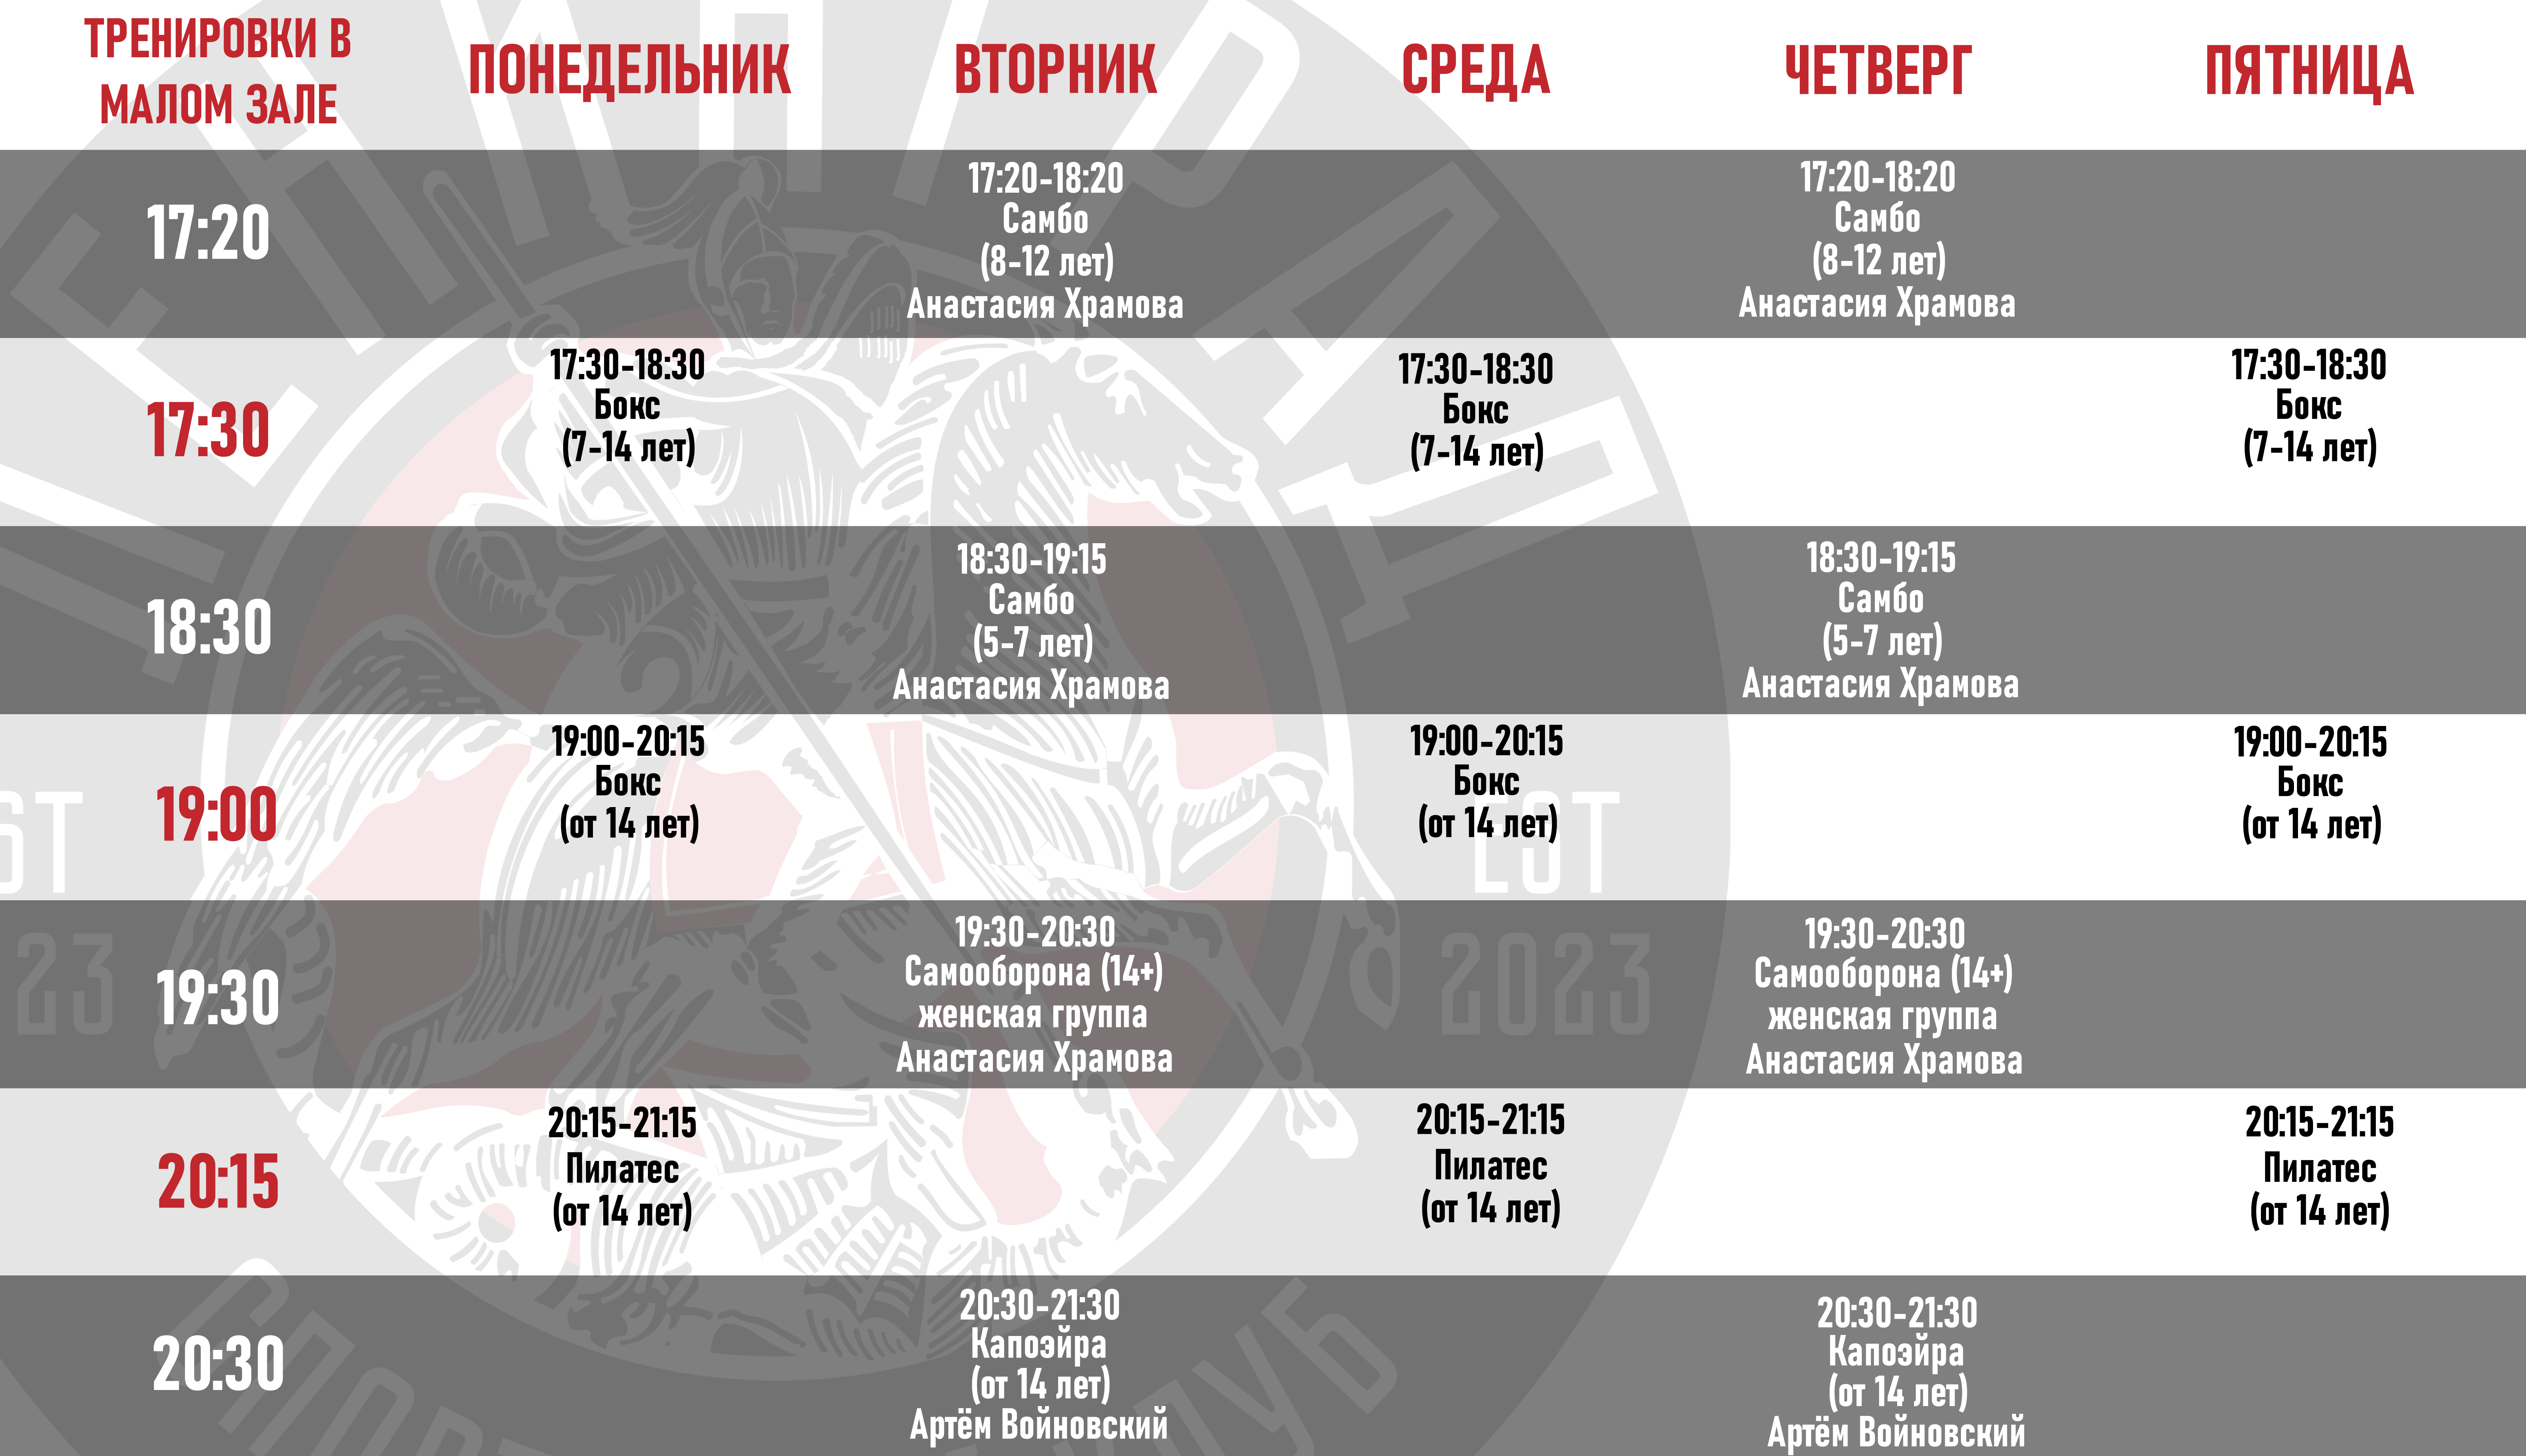 ТРЕНИРОВКИ В
МАЛОМ ЗАЛЕ
ПОНЕДЕЛЬНИК
ВТОРНИК
СРЕДА
ЧЕТВЕРГ
ПЯТНИЦА
17:20
17:20-18:20
Самбо
(8-12 лет)
Анастасия Храмова
17:20-18:20
Самбо
(8-12 лет)
Анастасия Храмова
17:30
17:30-18:30
Бокс
(7-14 лет)
17:30-18:30
Бокс
(7-14 лет)
17:30-18:30
Бокс
(7-14 лет)
18:30
18:30-19:15
Самбо
(5-7 лет)
Анастасия Храмова
18:30-19:15
Самбо
(5-7 лет)
Анастасия Храмова
19:00
19:00-20:15
Бокс
(от 14 лет)
19:00-20:15
Бокс
(от 14 лет)
19:00-20:15
Бокс
(от 14 лет)
EST
2023
19:30
19:30-20:30
Самооборона (14+)
женская группа
Анастасия Храмова
19:30-20:30
Самооборона (14+)
женская группа
Анастасия Храмова
20:15
20:15-21:15
Пилатес
(от 14 лет)
20:15-21:15
Пилатес
(от 14 лет)
20:15-21:15
Пилатес
(от 14 лет)
20:30
20:30-21:30
Капоэйра
(от 14 лет)
Артём Войновский
20:30-21:30
Капоэйра
(от 14 лет)
Артём Войновский